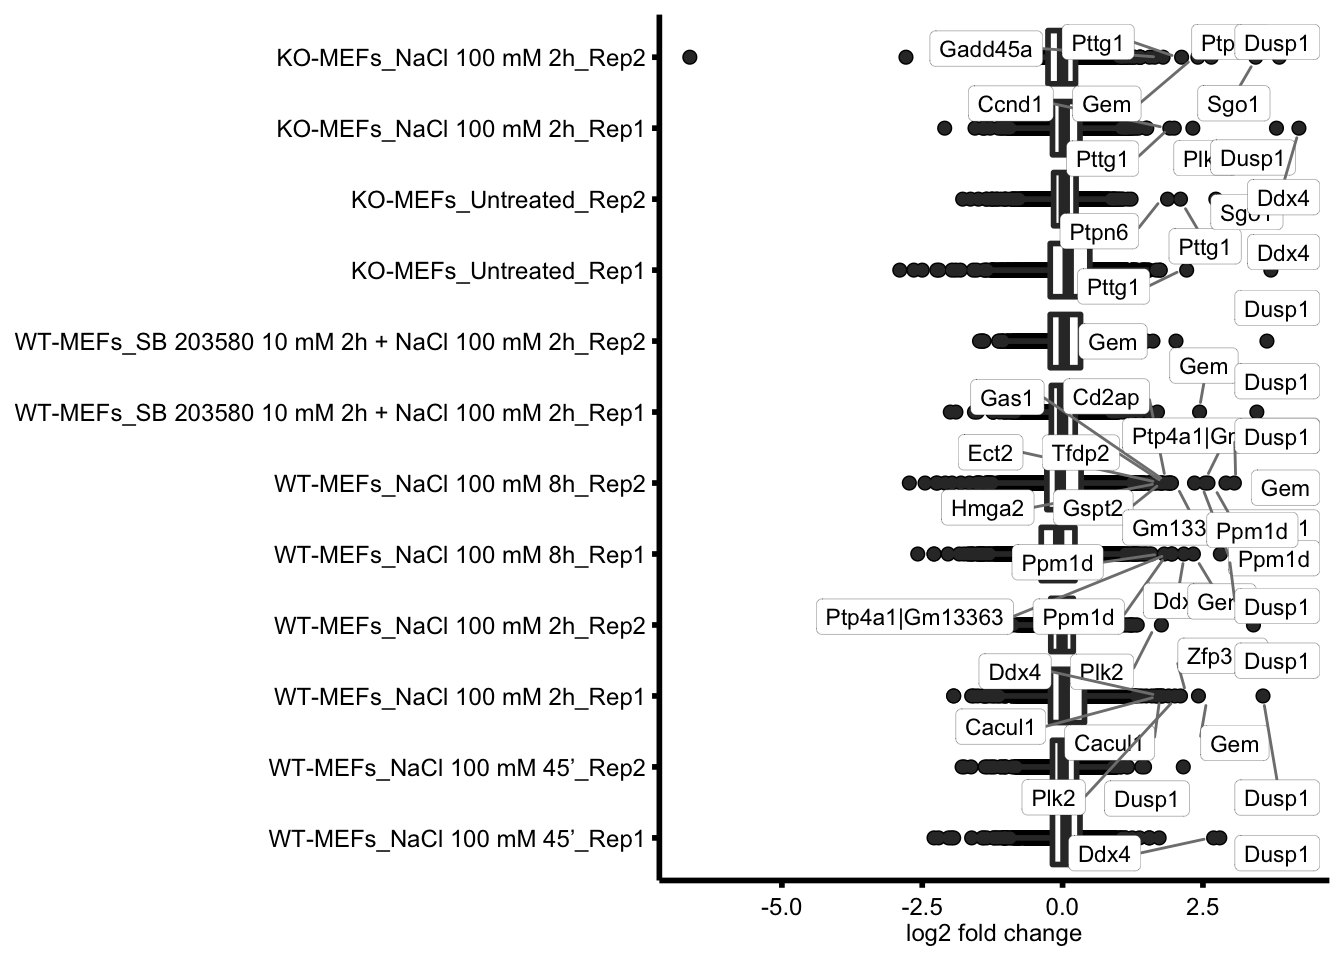 KO-MEFs_NaCl 100 mM 2h_Rep2
KO-MEFs_NaCl 100 mM 2h_Rep1
KO-MEFs_Untreated_Rep2
KO-MEFs_Untreated_Rep1
WT-MEFs_SB 203580 10 mM 2h + NaCl 100 mM 2h_Rep2
WT-MEFs_SB 203580 10 mM 2h + NaCl 100 mM 2h_Rep1
WT-MEFs_NaCl 100 mM 8h_Rep2
WT-MEFs_NaCl 100 mM 8h_Rep1
WT-MEFs_NaCl 100 mM 2h_Rep2
WT-MEFs_NaCl 100 mM 2h_Rep1
WT-MEFs_NaCl 100 mM 45’_Rep2
WT-MEFs_NaCl 100 mM 45’_Rep1
Gadd45a
Pttg1
Dusp1
Ccnd1
Gem
Sgo1
Pttg1
Dusp1
Ddx4
Sgo1
Ptpn6
Pttg1
Ddx4
Pttg1
Dusp1
Gem
Gem
Dusp1
Gas1
Cd2ap
Ptp4a1|Gm
Dusp1
Ect2
Tfdp2
Gem
Hmga2
Gspt2
Gm133
Ppm1d
Ppm1d
Ppm1d
Ddx
Gem
Dusp1
Ptp4a1|Gm13363
Ppm1d
Zfp3
Dusp1
Ddx4
Plk2
Cacul1
Cacul1
Gem
Plk2
Dusp1
Dusp1
Ddx4
Dusp1
-5.0
-2.5
0.0
2.5
log2 fold change